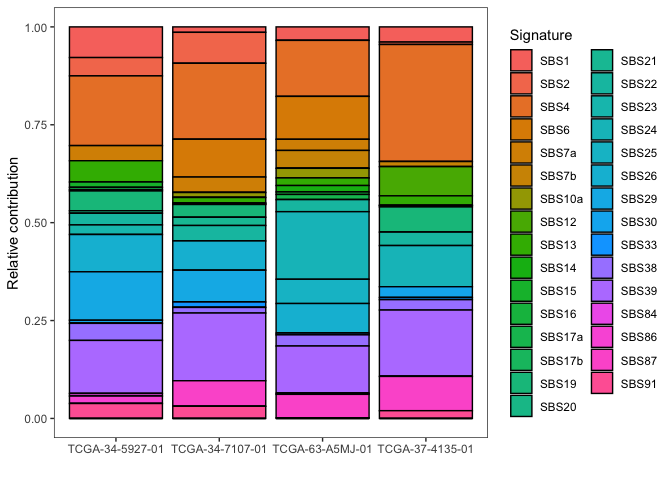 1.00
0.75
0.50
0.25
0.00
Relative contribution
TCGA-34-5927-01
TCGA-34-7107-01
TCGA-63-A5MJ-01
TCGA-37-4135-01
Signature
SBS1
SBS2
SBS4
SBS6
SBS7a
SBS7b
SBS10a
SBS12
SBS13
SBS14
SBS15
SBS16
SBS17a
SBS17b
SBS19
SBS20
SBS21
SBS22
SBS23
SBS24
SBS25
SBS26
SBS29
SBS30
SBS33
SBS38
SBS39
SBS84
SBS86
SBS87
SBS91